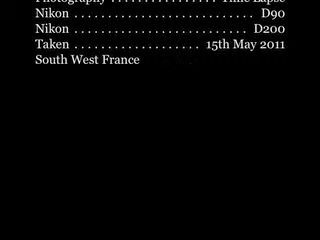 Photography . . . . . . . . . . . . . . . . Time Lapse
Nikon . . . . . . . . . . . . . . . . . . . . . . . . . . . D90
Nikon . . . . . . . . . . . . . . . . . . . . . . . . . . D200
Taken . . . . . . . . . . . . . . . . . . . 15th May 2011
South West France